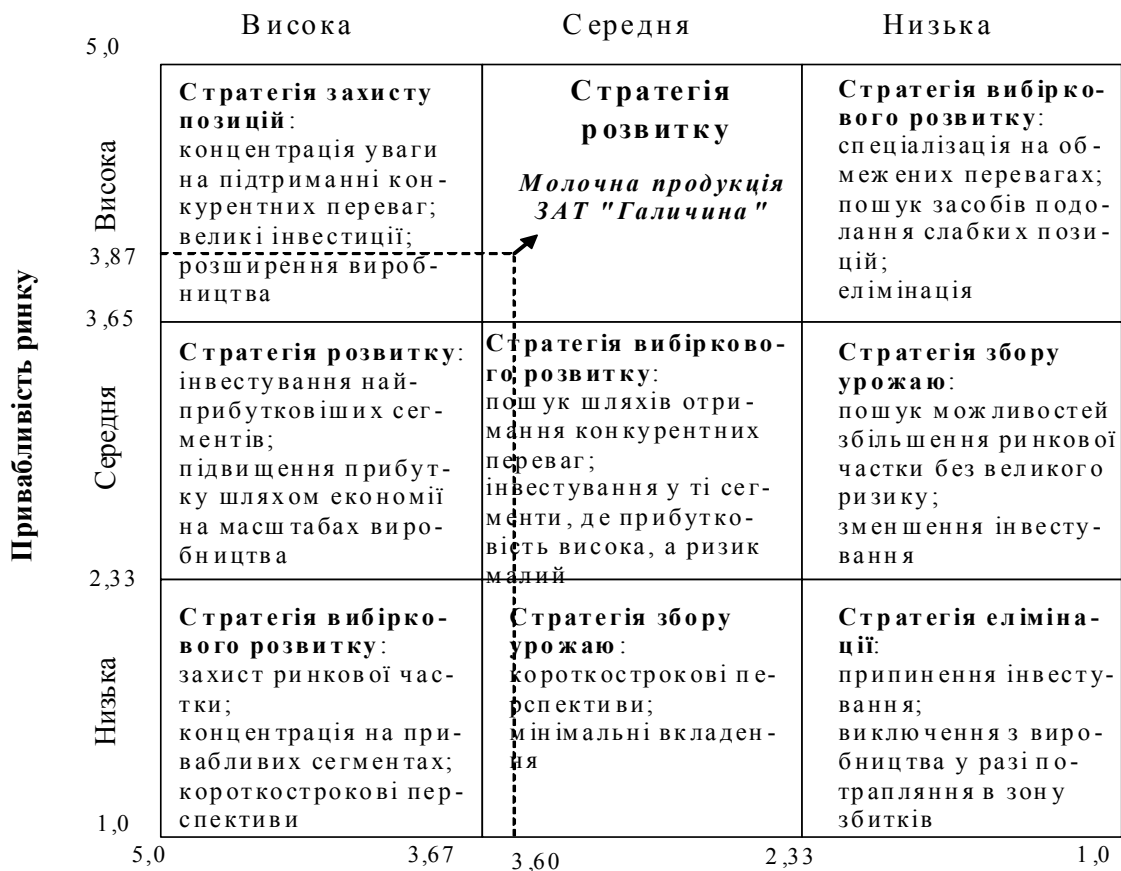 Висока
Середня
Низька
5,0
Стратегія захисту
позицій:
концентрація уваги
на підтриманні кон-
курентних переваг;
великі інвестиції;
розширення вироб-
ництва
Стратегія
розвитку
Молочна продукція
ЗАТ "Галичина"
Стратегія вибірко-
вого розвитку:
спеціалізація на об-
межених перевагах;
пошук засобів подо-
лання слабких пози-
цій;
елімінація
Висока
3,87
3,65
Привабливість ринку
Стратегія розвитку:
інвестування най-
прибутковіших сег-
ментів;
підвищення прибут-
ку шляхом економії
на масштабах виро-
бництва
Стратегія вибірково-
го розвитку:
пошук шляхів отри-
мання конкурентних
переваг;
інвестування у ті сег-
менти, де прибутко-
вість висока, а ризик
малий
Стратегія збору
урожаю:
пошук можливостей
збільшення ринкової
частки без великого
ризику;
зменшення інвесту-
вання
Середня
2,33
Стратегія вибірко-
вого розвитку:
захист ринкової час-
тки;
концентрація на при-
вабливих сегментах;
короткострокові пер-
спективи
Стратегія збору
урожаю:
короткострокові пе-
рспективи;
мінімальні вкладен-
ня
Стратегія еліміна-
ції:
припинення інвесту-
вання;
виключення з виро-
бництва у разі по-
трапляння в зону
збитків
Низька
1,0
5,0
3,67
3,60
2,33
1,0